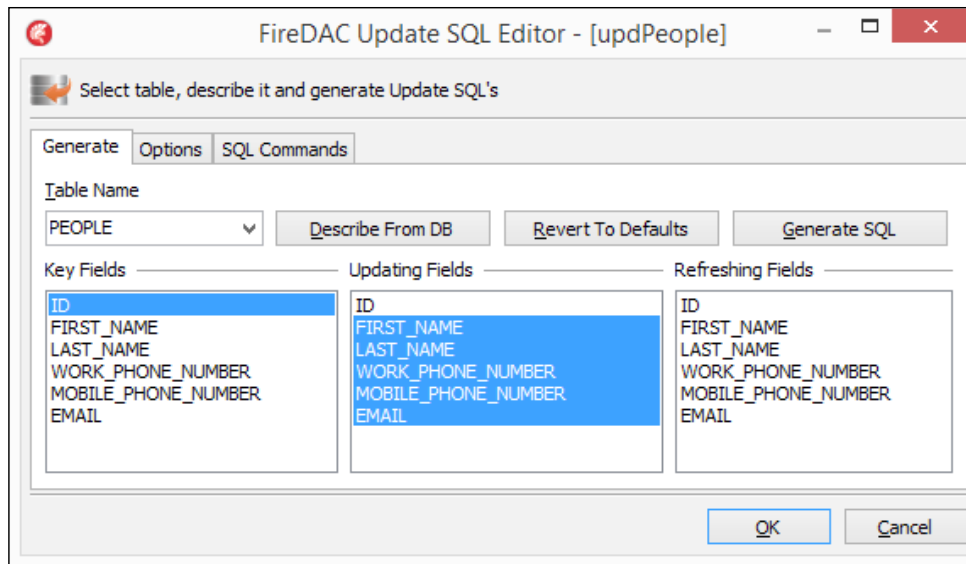 FireDAC Update SQL Editor - [updPeople]
Select table, describe it and generate Update SQL's
Generate Options SQL Commands
Table Name
PEOPLE Describe From DB Revert To Defaults Generate SQL
Key Fields Updating Fields Refreshing Fields
ID ID ID
FIRST_NAME FIRST_NAME FIRST_NAME
LAST_NAME LAST_NAME LAST_NAME
WORK_PHONE_NUMBER WORK_PHONE_NUMBER WORK_PHONE_NUMBER
MOBILE_PHONE_NUMBER MOBILE_PHONE_NUMBER MOBILE_PHONE_NUMBER
EMAIL EMAIL EMAIL
OK Cancel